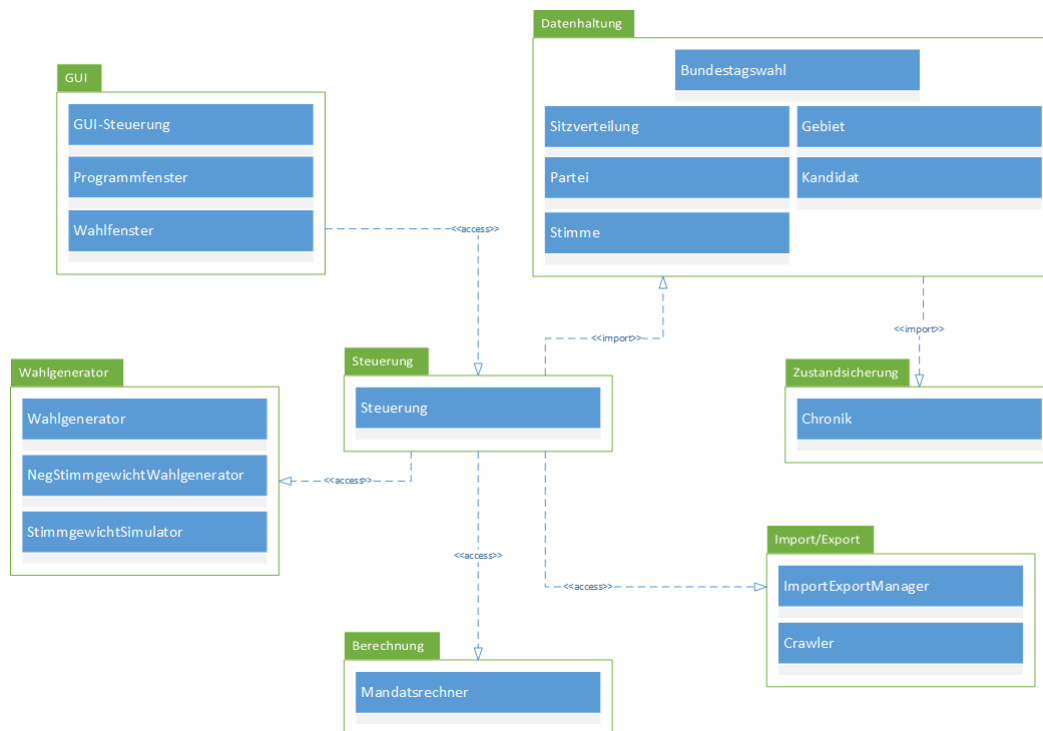 Datenhaltung
Bundestagswahl
Sitzverteilung
Gebiet
Partei
Kandidat
Stimme
GUI
GUI-Steuerung
Programmfenster
Wahlfenster
<<access>>
<<import>>
<<import>>
Steuerung
Steuerung
Zustandsicherung
Chronik
Wahlgenerator
Wahlgenerator
NegStimmgewichtWahlgenerator
StimmgewichtSimulator
<<access>>
<<access>>
<<access>>
Import/Export
ImportExportManager
Crawler
Berechnung
Mandatsrechner